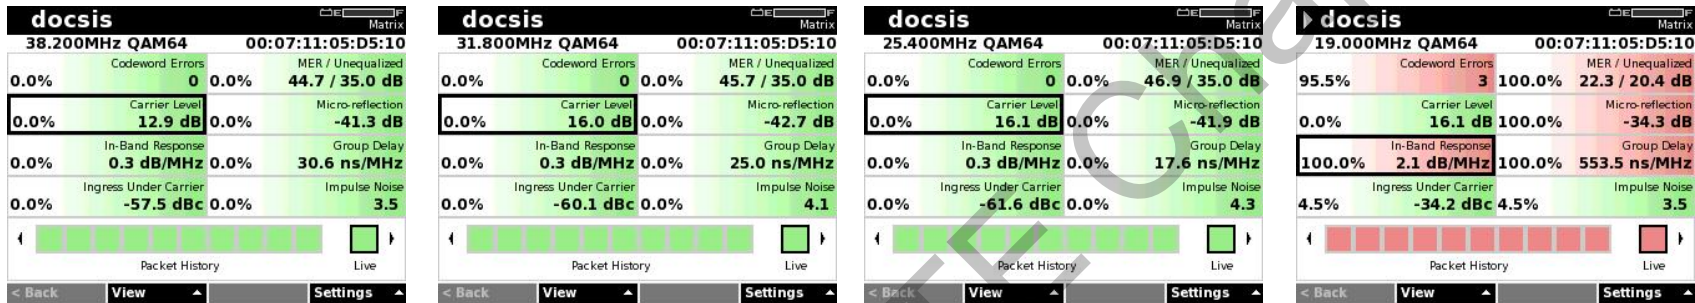 docsis
E F
Matrix
38.200MHz QAM64 00:07:11:05:D5:10
Codeword Errors MER / Unequalized
0.0% 0 0.0% 44.7 / 35.0 dB
Carrier Level Micro-reflection
0.0% 12.9 dB 0.0% -41.3 dB
In-Band Response Group Delay
0.0% 0.3 dB/MHz 0.0% 30.6 ns/MHz
Ingress Under Carrier Impulse Noise
0.0% -57.5 dBc 0.0% 3.5
Packet History Live
< Back View Settings
docsis
E F
Matrix
31.800MHz QAM64 00:07:11:05:D5:10
Codeword Errors MER / Unequalized
0.0% 0 0.0% 45.7 / 35.0 dB
Carrier Level Micro-reflection
0.0% 16.0 dB 0.0% -42.7 dB
In-Band Response Group Delay
0.0% 0.3 dB/MHz 0.0% 25.0 ns/MHz
Ingress Under Carrier Impulse Noise
0.0% -60.1 dBc 0.0% 4.1
Packet History Live
< Back View Settings
docsis
E F
Matrix
25.400MHz QAM64 00:07:11:05:D5:10
Codeword Errors MER / Unequalized
0.0% 0 0.0% 46.9 / 35.0 dB
Carrier Level Micro-reflection
0.0% 16.1 dB 0.0% -41.9 dB
In-Band Response Group Delay
0.0% 0.3 dB/MHz 0.0% 17.6 ns/MHz
Ingress Under Carrier Impulse Noise
0.0% -61.6 dBc 0.0% 4.3
Packet History Live
< Back View Settings
docsis
E F
Matrix
19.000MHz QAM64 00:07:11:05:D5:10
Codeword Errors MER / Unequalized
95.5% 3 100.0% 22.3 / 20.4 dB
Carrier Level Micro-reflection
0.0% 16.1 dB 100.0% -34.3 dB
In-Band Response Group Delay
100.0% 2.1 dB/MHz 100.0% 553.5 ns/MHz
Ingress Under Carrier Impulse Noise
4.5% -34.2 dBc 4.5% 3.5
Packet History Live
< Back View Settings